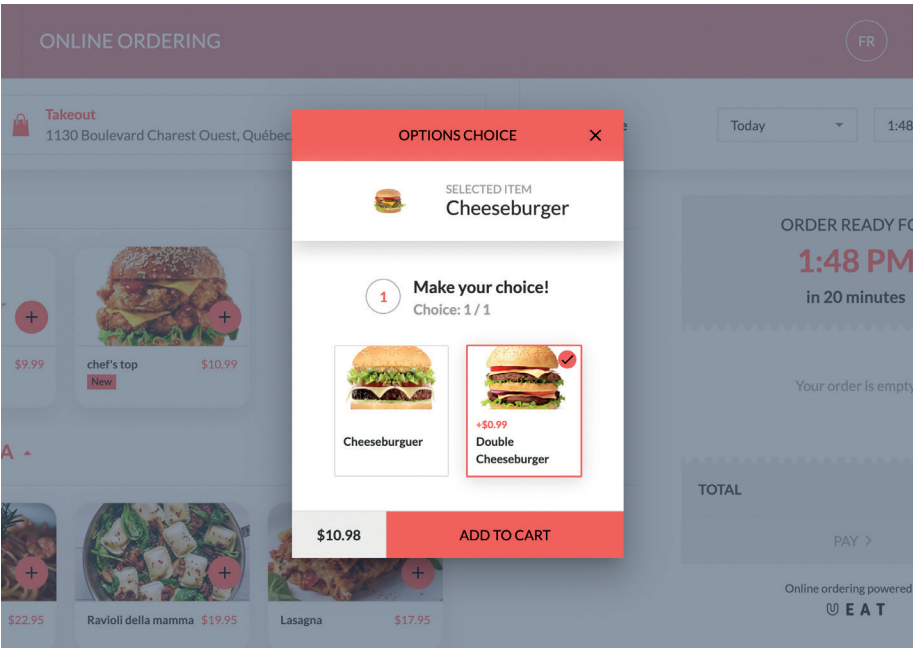 ONLINE ORDERING
FR
Takeout
1130 Boulevard Charest Ouest, Québec
Today
1:48
OPTIONS CHOICE
SELECTED ITEM
Cheeseburger
1
Make your choice!
Choice: 1 / 1
Cheeseburguer
+$0.99
Double
Cheeseburger
$10.98
ADD TO CART
$9.99
chef's top
$10.99
New
A
$22.95
Ravioli della mamma
$19.95
Lasagna
$17.95
ORDER READY FO
1:48 PM
in 20 minutes
Your order is empty
TOTAL
PAY >
Online ordering powered
UEAT